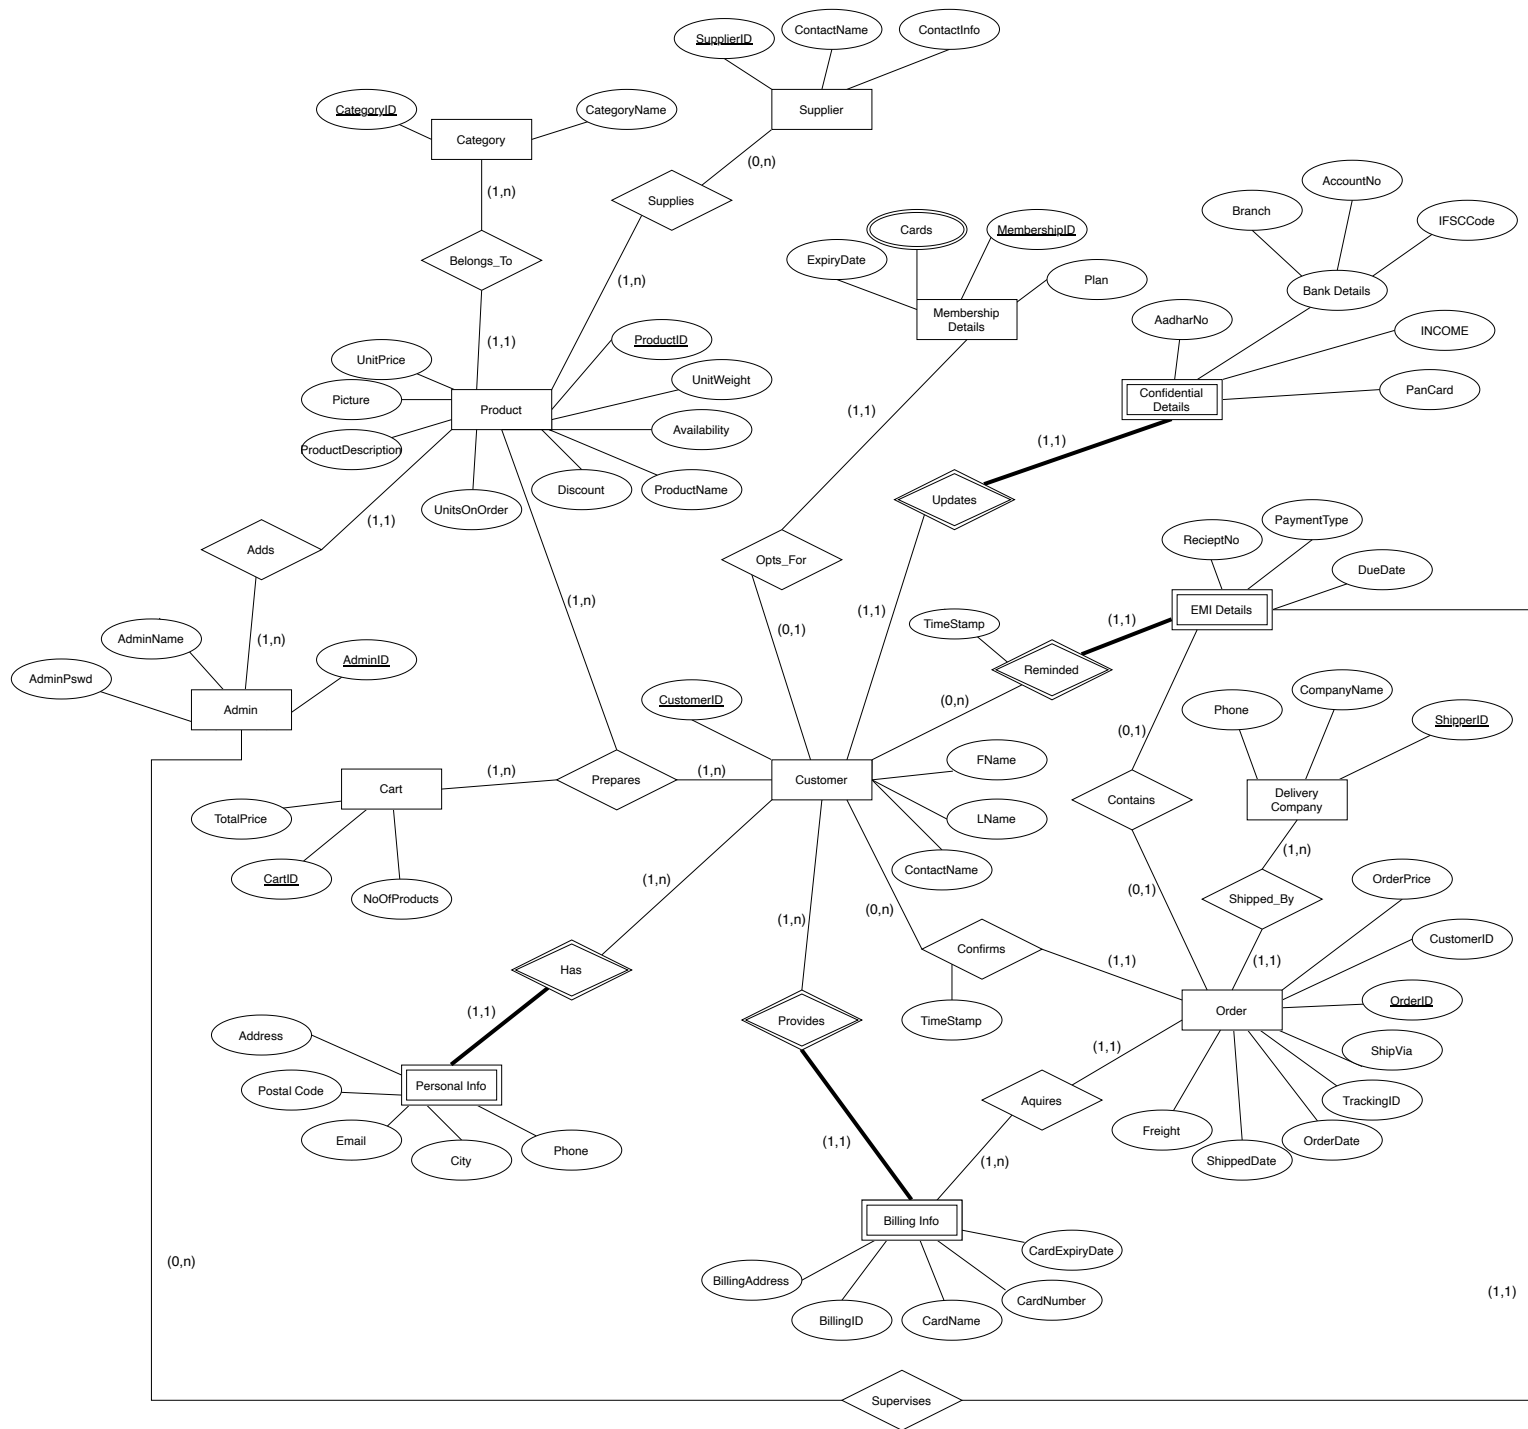 SupplierID
ContactName
ContactInfo
CategoryID
CategoryName
Supplier
Category
(0,n)
(1,n)
Supplies
AccountNo
Branch
IFSCCode
Cards
MembershipID
ExpiryDate
Belongs_To
(1,n)
Plan
Bank Details
Membership
Details
AadharNo
INCOME
(1,1)
ProductID
UnitPrice
UnitWeight
Picture
Product
Confidential
Details
PanCard
(1,1)
(1,1)
ProductDescription
Availability
UnitsOnOrder
Discount
ProductName
Updates
(1,1)
PaymentType
RecieptNo
Adds
Opts_For
DueDate
(1,n)
(1,1)
EMI Details
AdminName
(1,n)
(0,1)
TimeStamp
(1,1)
AdminPswd
AdminID
Reminded
CustomerID
(0,n)
CompanyName
Phone
ShipperID
Admin
(0,1)
FName
(1,n)
(1,n)
Cart
Prepares
Customer
Contains
Delivery
Company
TotalPrice
LName
(1,n)
CartID
NoOfProducts
ContactName
(1,n)
(0,1)
OrderPrice
Shipped_By
(1,n)
(0,n)
CustomerID
Confirms
(1,1)
(1,1)
Has
OrderID
(1,1)
Provides
TimeStamp
Order
Address
(1,1)
ShipVia
Personal Info
Postal Code
Aquires
TrackingID
Email
City
Phone
(1,1)
(1,n)
Freight
ShippedDate
OrderDate
Billing Info
(0,n)
BillingAddress
CardExpiryDate
(1,1)
BillingID
CardName
CardNumber
Supervises